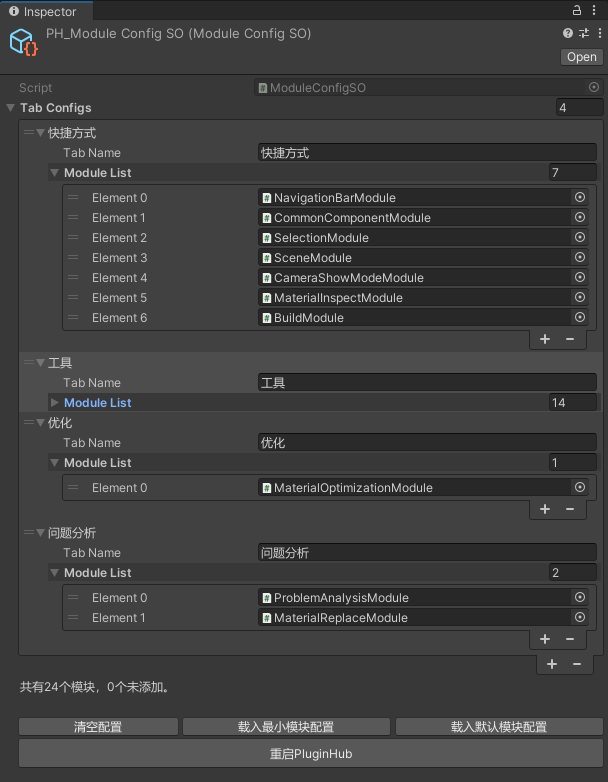 Inspector
PH_Module Config SO (Module Config SO)
Open
Script ModuleConfigSO
Tab Configs 4
快捷方式
Tab Name 快捷方式
Module List 7
Element 0 NavigationBarModule
Element 1 CommonComponentModule
Element 2 SelectionModule
Element 3 SceneModule
Element 4 CameraShowModeModule
Element 5 MaterialInspectModule
Element 6 BuildModule
工具
Tab Name 工具
Module List 14
优化
Tab Name 优化
Module List 1
Element 0 MaterialOptimizationModule
问题分析
Tab Name 问题分析
Module List 2
Element 0 ProblemAnalysisModule
Element 1 MaterialReplaceModule
共有24个模块，0个未添加。
清空配置 载入最小模块配置 载入默认模块配置
重启PluginHub